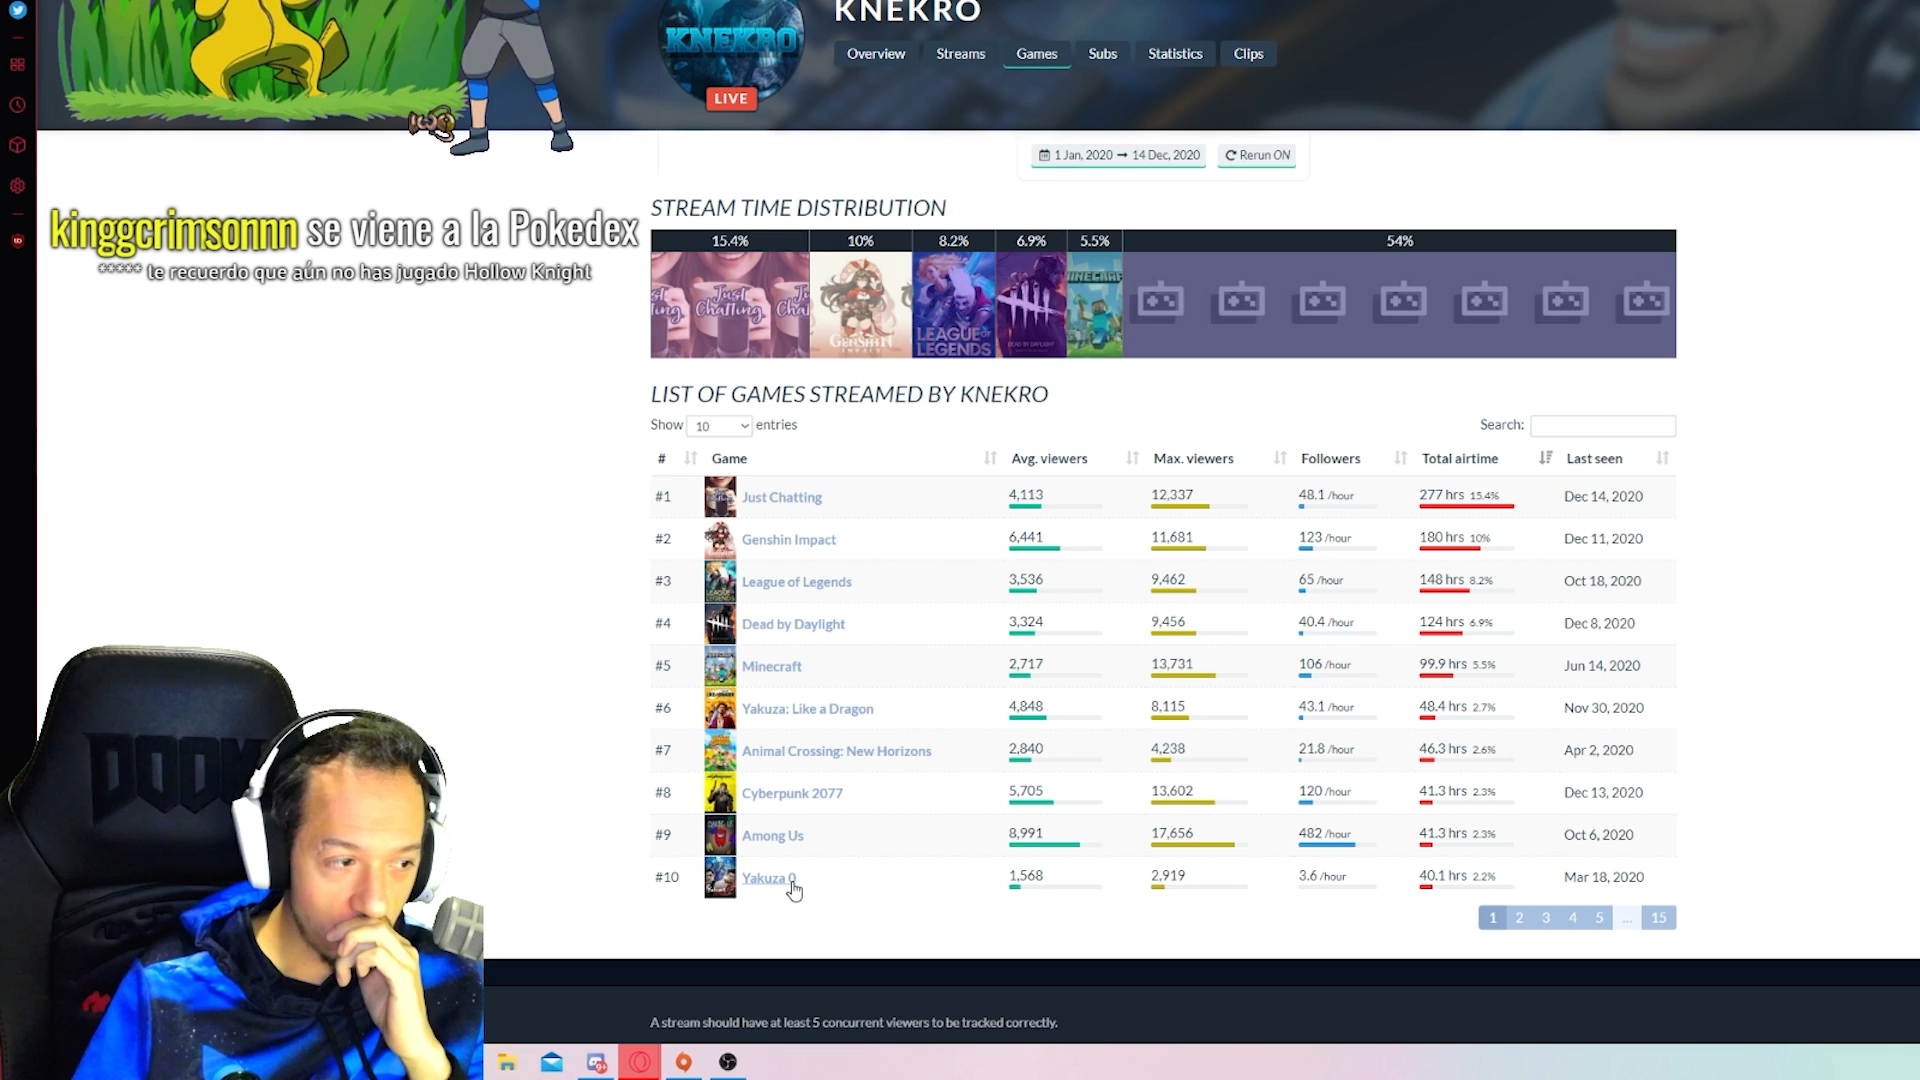 KNEKRO
KNEKRO
LIVE
Overview Streams Games Subs Statistics Clips
1 Jan, 2020 → 14 Dec, 2020 Rerun ON
kinggcrimsonnn se viene a la Pokedex
***** te recuerdo que aún no has jugado Hollow Knight
STREAM TIME DISTRIBUTION
15.4% 10% 8.2% 6.9% 5.5% 54%
Just Chatting
GENSHIN IMPACT
LEAGUE of LEGENDS
DEAD BY DAYLIGHT
MINECRAFT
LIST OF GAMES STREAMED BY KNEKRO
Show 10 entries Search:
# Game Avg. viewers Max. viewers Followers Total airtime Last seen
#1 Just Chatting 4,113 12,337 48.1 /hour 277 hrs 15.4% Dec 14, 2020
#2 Genshin Impact 6,441 11,681 123 /hour 180 hrs 10% Dec 11, 2020
#3 League of Legends 3,536 9,462 65 /hour 148 hrs 8.2% Oct 18, 2020
#4 Dead by Daylight 3,324 9,456 40.4 /hour 124 hrs 6.9% Dec 8, 2020
#5 Minecraft 2,717 13,731 106 /hour 99.9 hrs 5.5% Jun 14, 2020
#6 Yakuza: Like a Dragon 4,848 8,115 43.1 /hour 48.4 hrs 2.7% Nov 30, 2020
#7 Animal Crossing: New Horizons 2,840 4,238 21.8 /hour 46.3 hrs 2.6% Apr 2, 2020
#8 Cyberpunk 2077 5,705 13,602 120 /hour 41.3 hrs 2.3% Dec 13, 2020
#9 Among Us 8,991 17,656 482 /hour 41.3 hrs 2.3% Oct 6, 2020
#10 Yakuza 0 1,568 2,919 3.6 /hour 40.1 hrs 2.2% Mar 18, 2020
1 2 3 4 5 ... 15
DOOM
A stream should have at least 5 concurrent viewers to be tracked correctly.